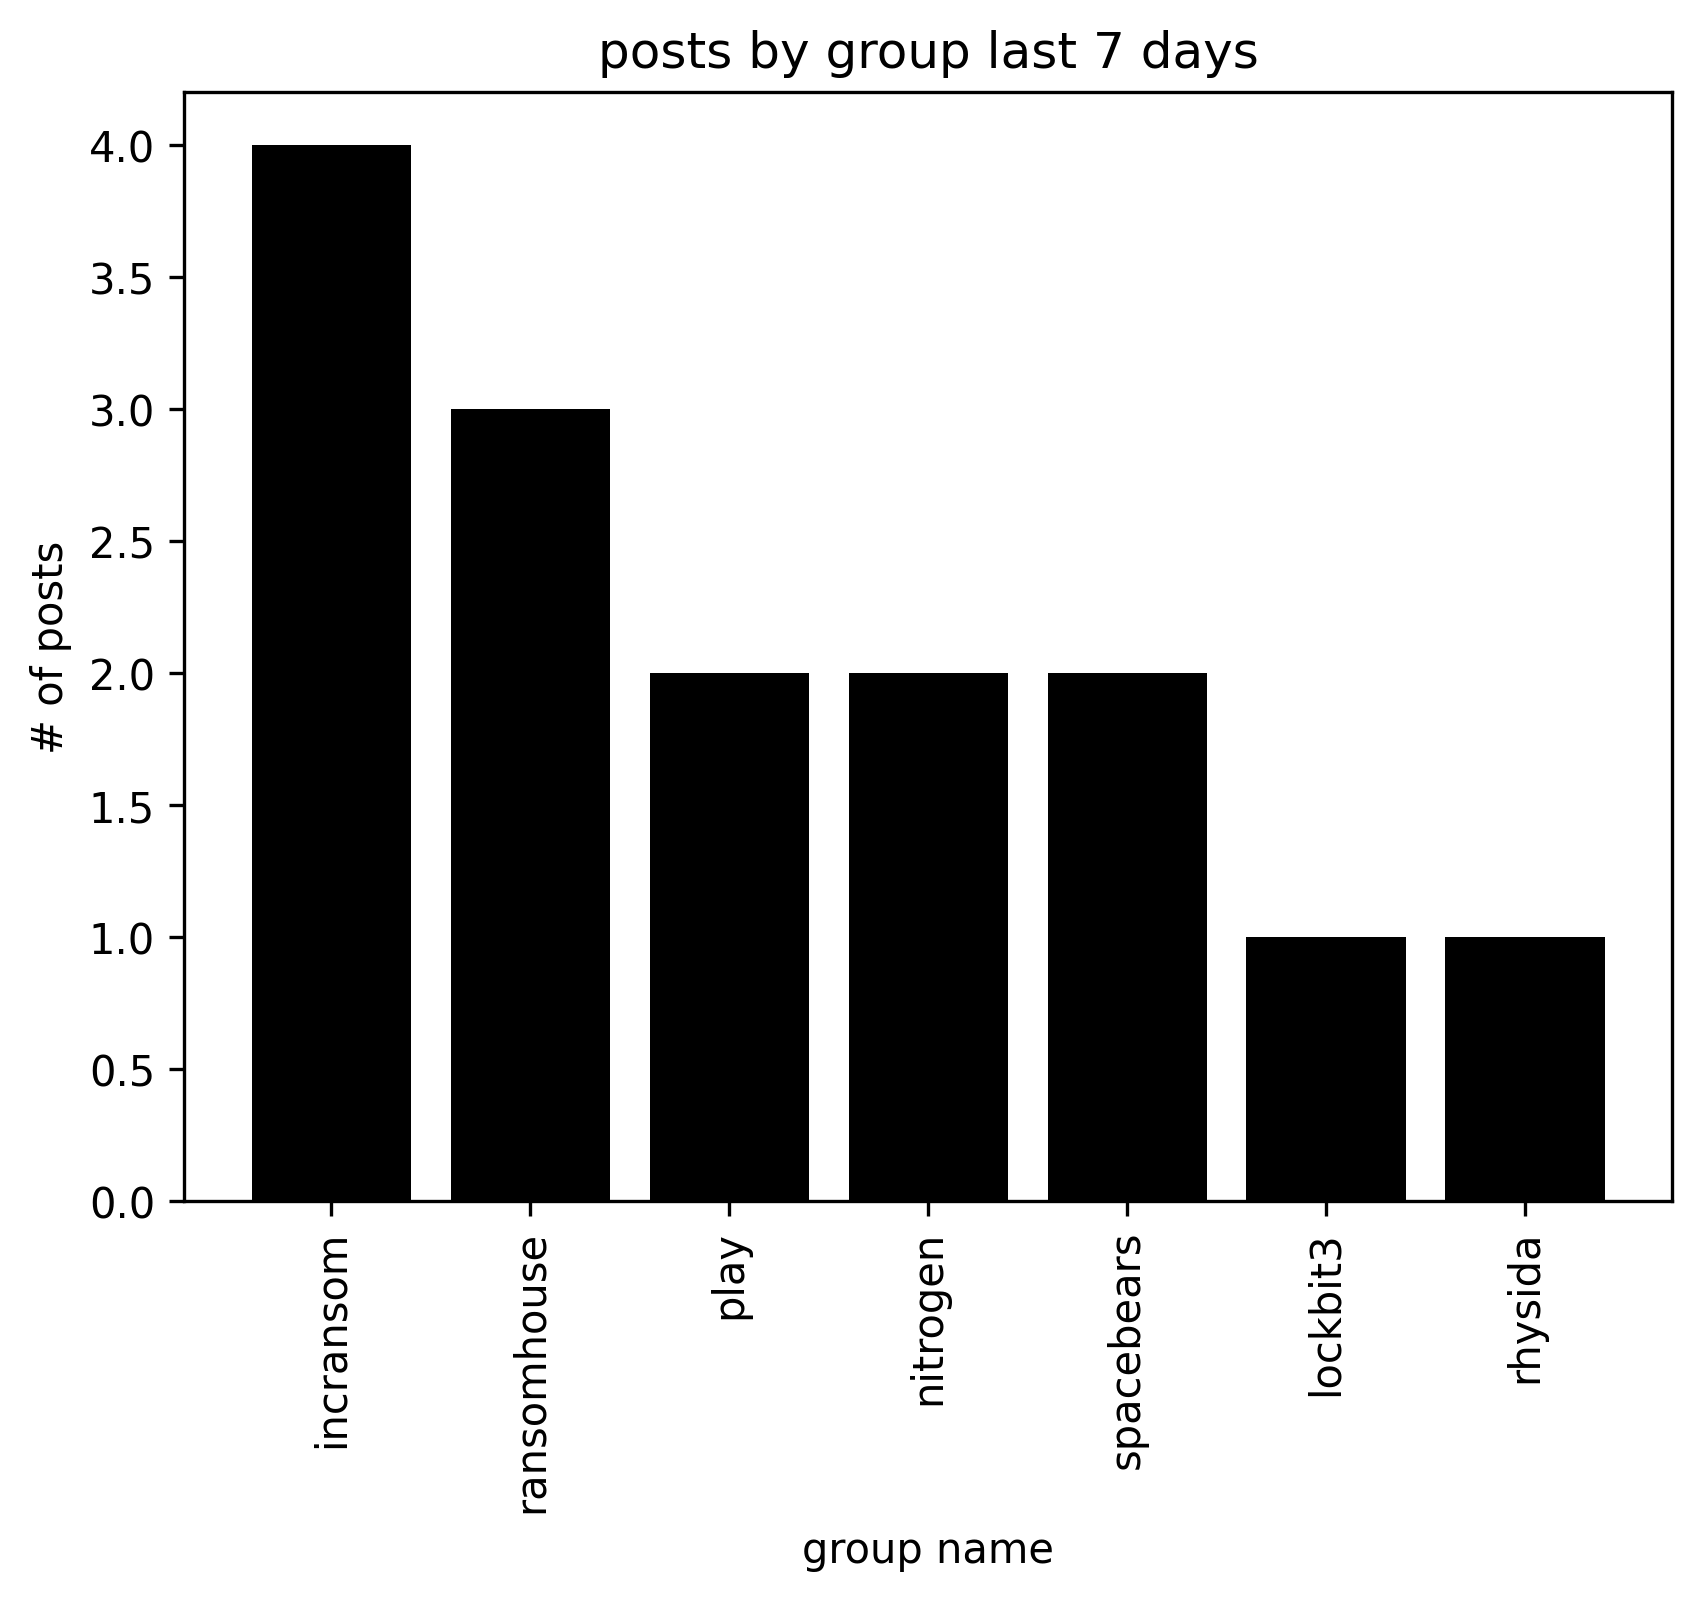 posts by group last 7 days
4.0
3.5
3.0
2.5
2.0
1.5
1.0
0.5
0.0
# of posts
incransom
ransomhouse
play
nitrogen
spacebears
lockbit3
rhysida
group name